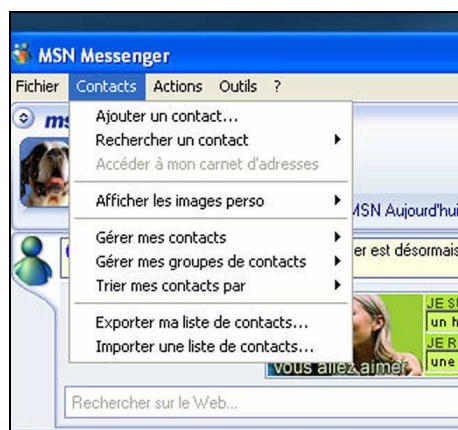 MSN Messenger
Fichier Contacts Actions Outils ?
Ajouter un contact...
Rechercher un contact
Accéder à mon carnet d'adresses
Afficher les images perso
MSN Aujourd'hui
Gérer mes contacts
er est désormais
Gérer mes groupes de contacts
Trier mes contacts par
Exporter ma liste de contacts...
Importer une liste de contacts...
JE SU
un h
JE R
une
vous allez aimer
Rechercher sur le Web...